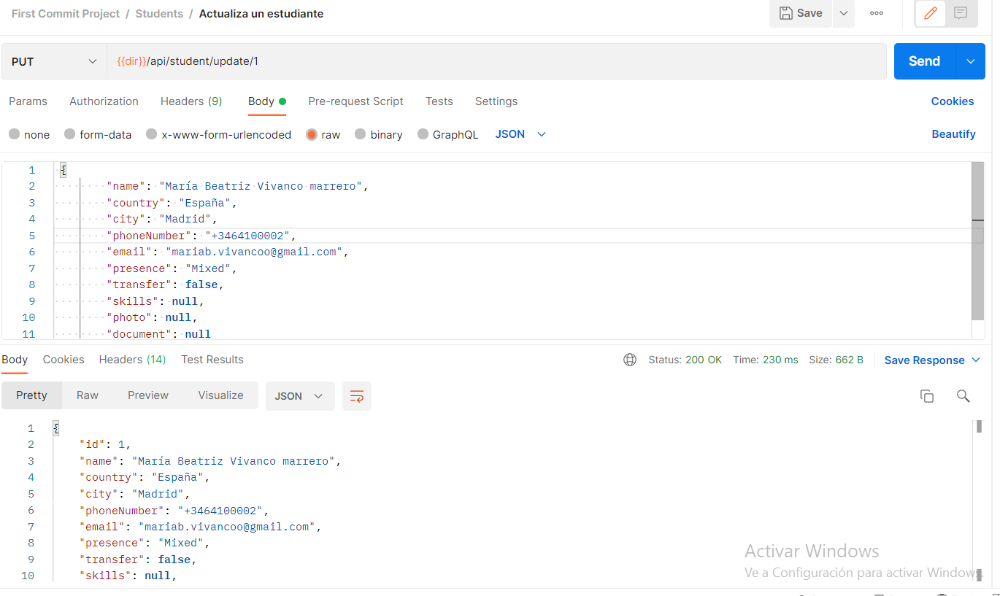 First Commit Project / Students / Actualiza un estudiante
Save
PUT
{{dir}}/api/student/update/1
Send
Params Authorization Headers (9) Body Pre-request Script Tests Settings Cookies
none form-data x-www-form-urlencoded raw binary GraphQL JSON Beautify
1 {
2 "name": "María Beatriz Vivanco marrero",
3 "country": "España",
4 "city": "Madrid",
5 "phoneNumber": "+3464100002",
6 "email": "mariab.vivancoo@gmail.com",
7 "presence": "Mixed",
8 "transfer": false,
9 "skills": null,
10 "photo": null,
11 "document": null
Body Cookies Headers (14) Test Results Status: 200 OK Time: 230 ms Size: 662 B Save Response
Pretty Raw Preview Visualize JSON
1 {
2 "id": 1,
3 "name": "María Beatriz Vivanco marrero",
4 "country": "España",
5 "city": "Madrid",
6 "phoneNumber": "+3464100002",
7 "email": "mariab.vivancoo@gmail.com",
8 "presence": "Mixed",
9 "transfer": false,
10 "skills": null,
Activar Windows
Ve a Configuración para activar Windows.